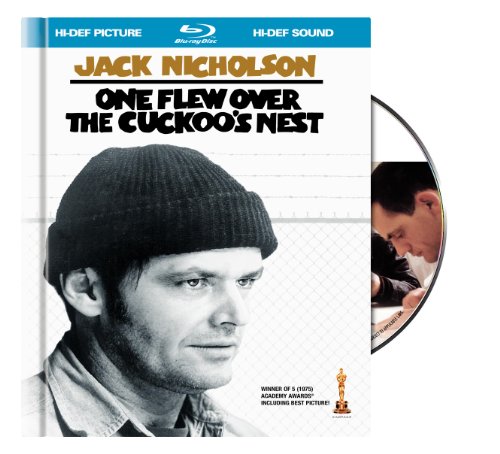 HI-DEF PICTURE
Blu-ray Disc
HI-DEF SOUND
JACK NICHOLSON
ONE FLEW OVER
THE CUCKOO'S NEST
WINNER OF 5 (1975)
ACADEMY AWARDS®
INCLUDING BEST PICTURE!